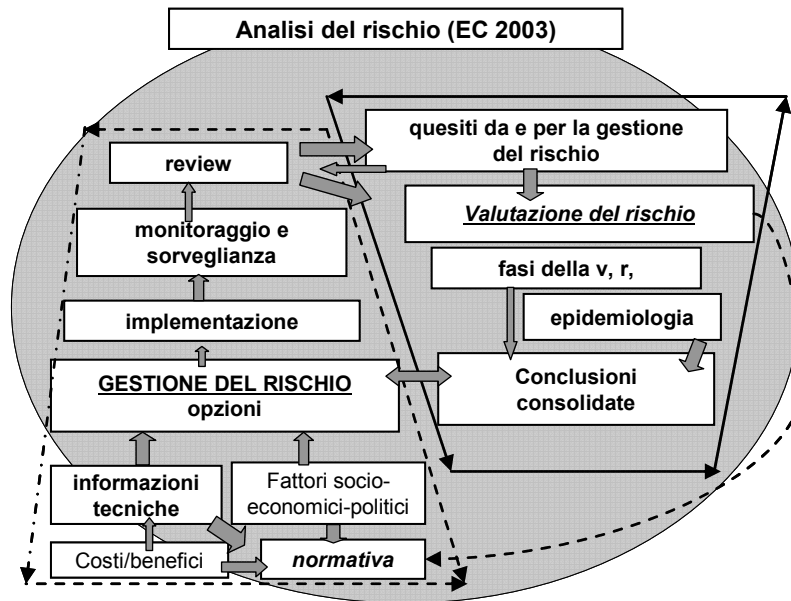 Analisi del rischio (EC 2003)
review
monitoraggio e
sorveglianza
implementazione
GESTIONE DEL RISCHIO
opzioni
informazioni
tecniche
Fattori socio-
economici-politici
Costi/benefici
normativa
quesiti da e per la gestione
del rischio
Valutazione del rischio
fasi della v, r,
epidemiologia
Conclusioni
consolidate